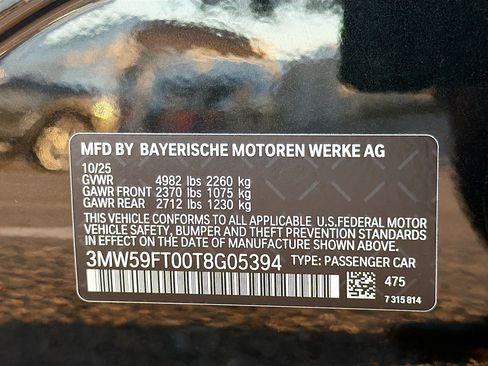 MFD BY BAYERISCHE MOTOREN WERKE AG
10/25
GVWR 4982 lbs 2260 kg
GAWR FRONT 2370 lbs 1075 kg
GAWR REAR 2712 lbs 1230 kg
THIS VEHICLE CONFORMS TO ALL APPLICABLE U.S.FEDERAL MOTOR
VEHICLE SAFETY, BUMPER AND THEFT PREVENTION STANDARDS
IN EFFECT ON THE DATE OF MANUFACTURE SHOWN ABOVE.
3MW59FT00T8G05394 TYPE: PASSENGER CAR
475
7 315 814